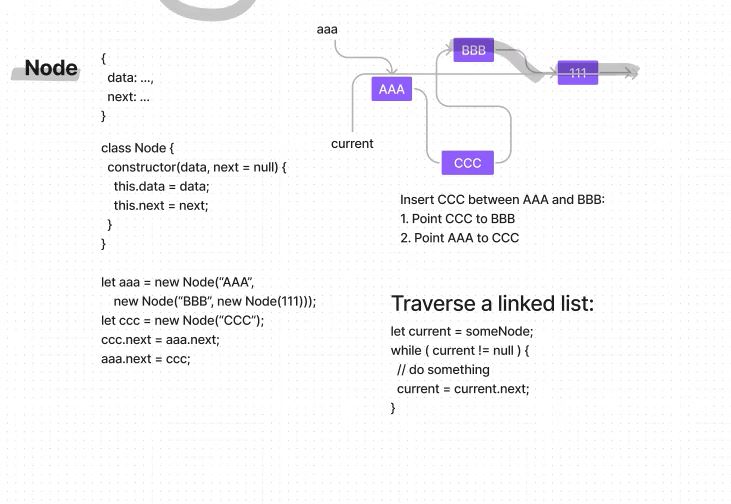 Node
{
data: ...,
next: ...
}
class Node {
constructor(data, next = null) {
this.data = data;
this.next = next;
}
}
let aaa = new Node("AAA",
new Node("BBB", new Node(111)));
let ccc = new Node("CCC");
ccc.next = aaa.next;
aaa.next = ccc;
aaa
BBB
111
AAA
current
CCC
Insert CCC between AAA and BBB:
1. Point CCC to BBB
2. Point AAA to CCC
Traverse a linked list:
let current = someNode;
while ( current != null ) {
// do something
current = current.next;
}